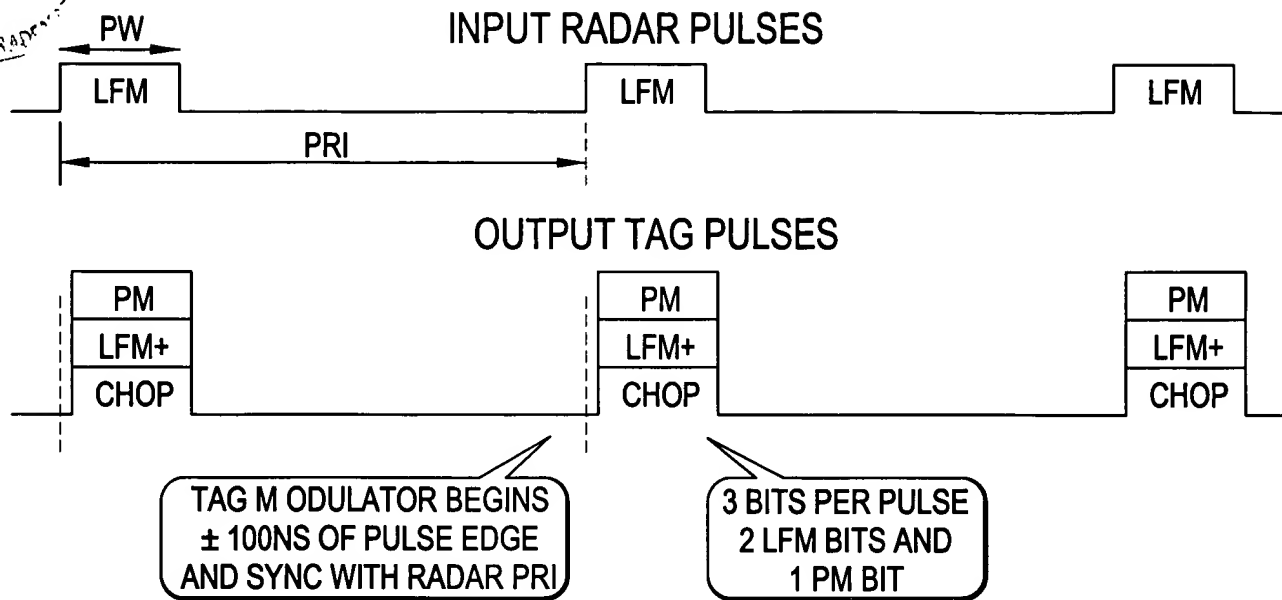 INPUT RADAR PULSES
PW
LFM
LFM
LFM
PRI
OUTPUT TAG PULSES
PM
PM
PM
LFM+
LFM+
LFM+
CHOP
CHOP
CHOP
TAG M ODULATOR BEGINS
± 100NS OF PULSE EDGE
AND SYNC WITH RADAR PRI
3 BITS PER PULSE
2 LFM BITS AND
1 PM BIT